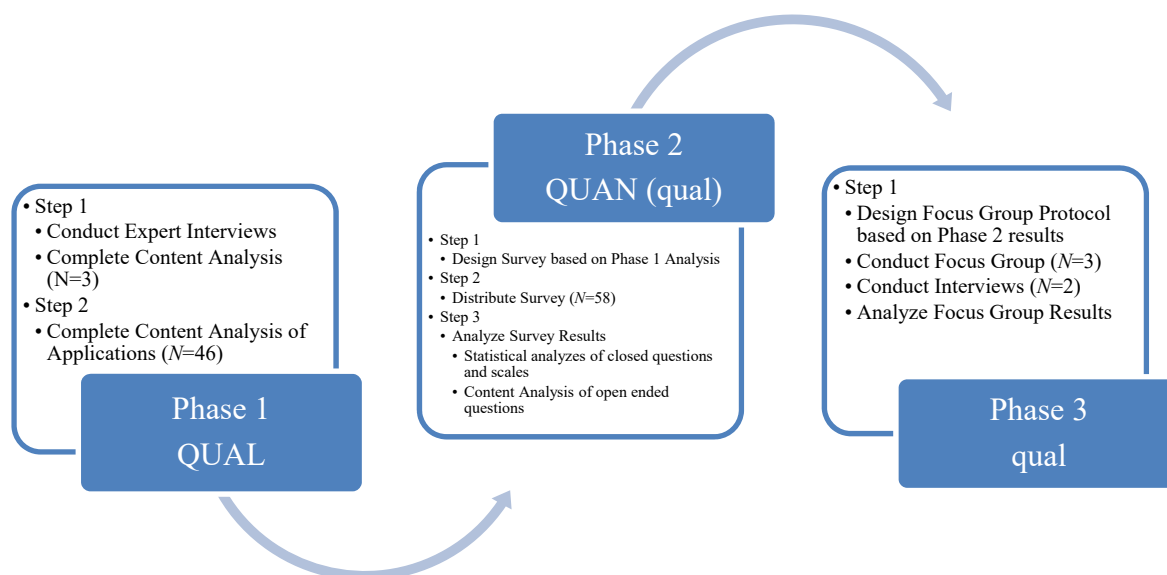 • Step 1
• Conduct Expert Interviews
• Complete Content Analysis
(N=3)
• Step 2
• Complete Content Analysis of
Applications (N=46)
Phase 1
QUAL
Phase 2
QUAN (qual)
• Step 1
• Design Survey based on Phase 1 Analysis
• Step 2
• Distribute Survey (N=58)
• Step 3
• Analyze Survey Results
• Statistical analyzes of closed questions
and scales
• Content Analysis of open ended
questions
• Step 1
• Design Focus Group Protocol
based on Phase 2 results
• Conduct Focus Group (N=3)
• Conduct Interviews (N=2)
• Analyze Focus Group Results
Phase 3
qual